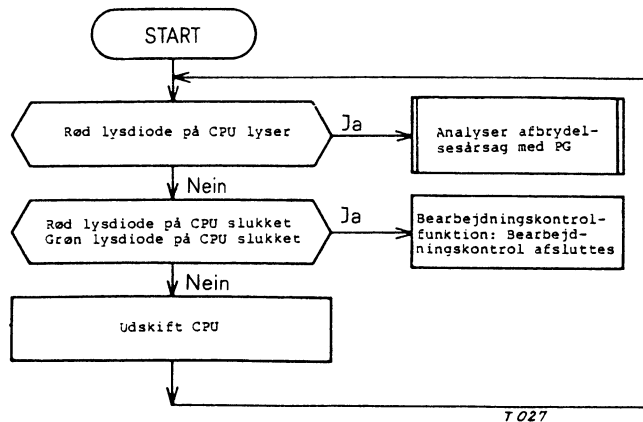 START
Rød lysdiode på CPU lyser
Ja
Analyser afbrydel-
sesårsag med PG
Nein
Rød lysdiode på CPU slukket
Grøn lysdiode på CPU slukket
Ja
Bearbejdningskontrol-
funktion: Bearbejd-
ningskontrol afsluttes
Nein
Udskift CPU
T 027